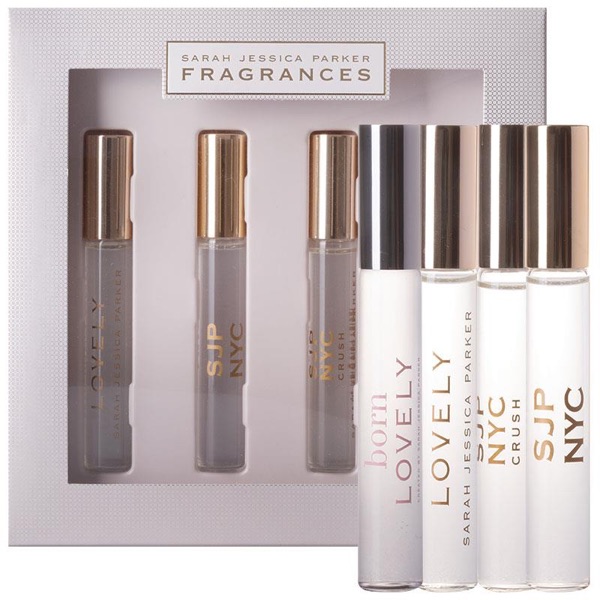 SARAH JESSICA PARKER
FRAGRANCES
LOVELY
SARAH JESSICA PARKER
SJP
NYC
SJP
NYC
CRUSH
born
LOVELY
LOVELY
SARAH JESSICA PARKER
SJP
NYC
CRUSH
SJP
NYC